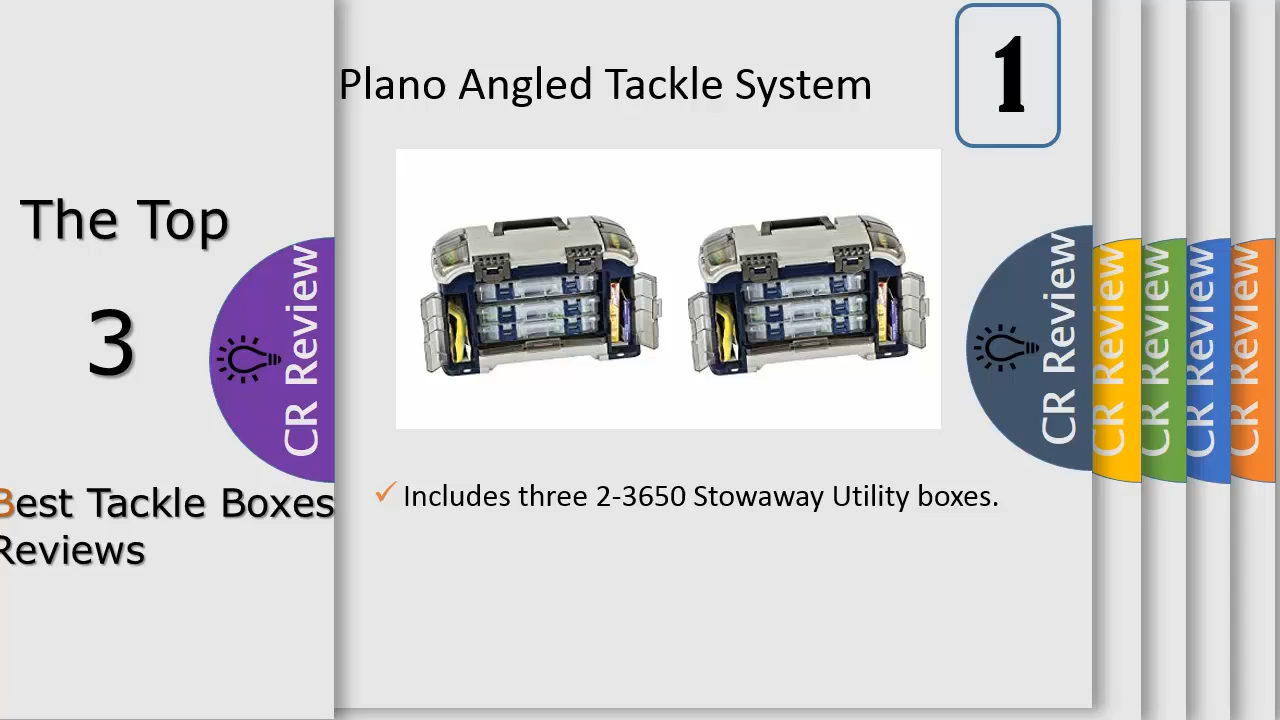 The Top
3
Best Tackle Boxes
Reviews
CR Review
Plano Angled Tackle System
1
Includes three 2-3650 Stowaway Utility boxes.
CR Review
CR Review
CR Review
CR Review
CR Review